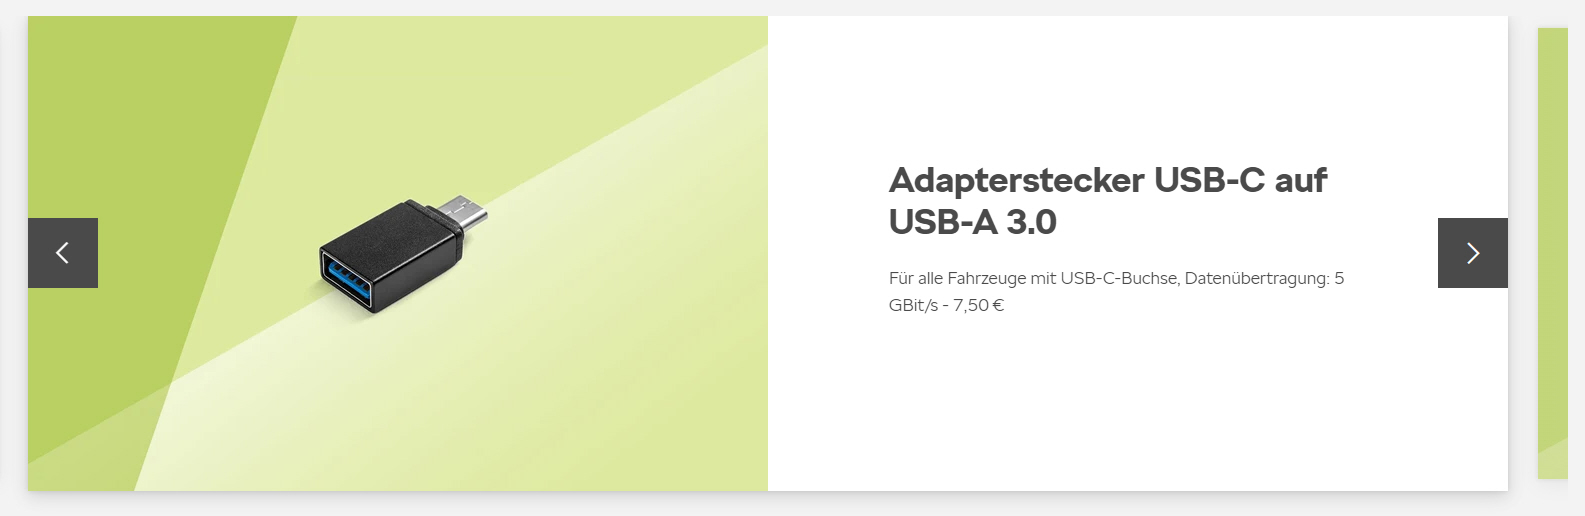 Adapterstecker USB-C auf
USB-A 3.0
Für alle Fahrzeuge mit USB-C-Buchse, Datenübertragung: 5
GBit/s - 7,50 €